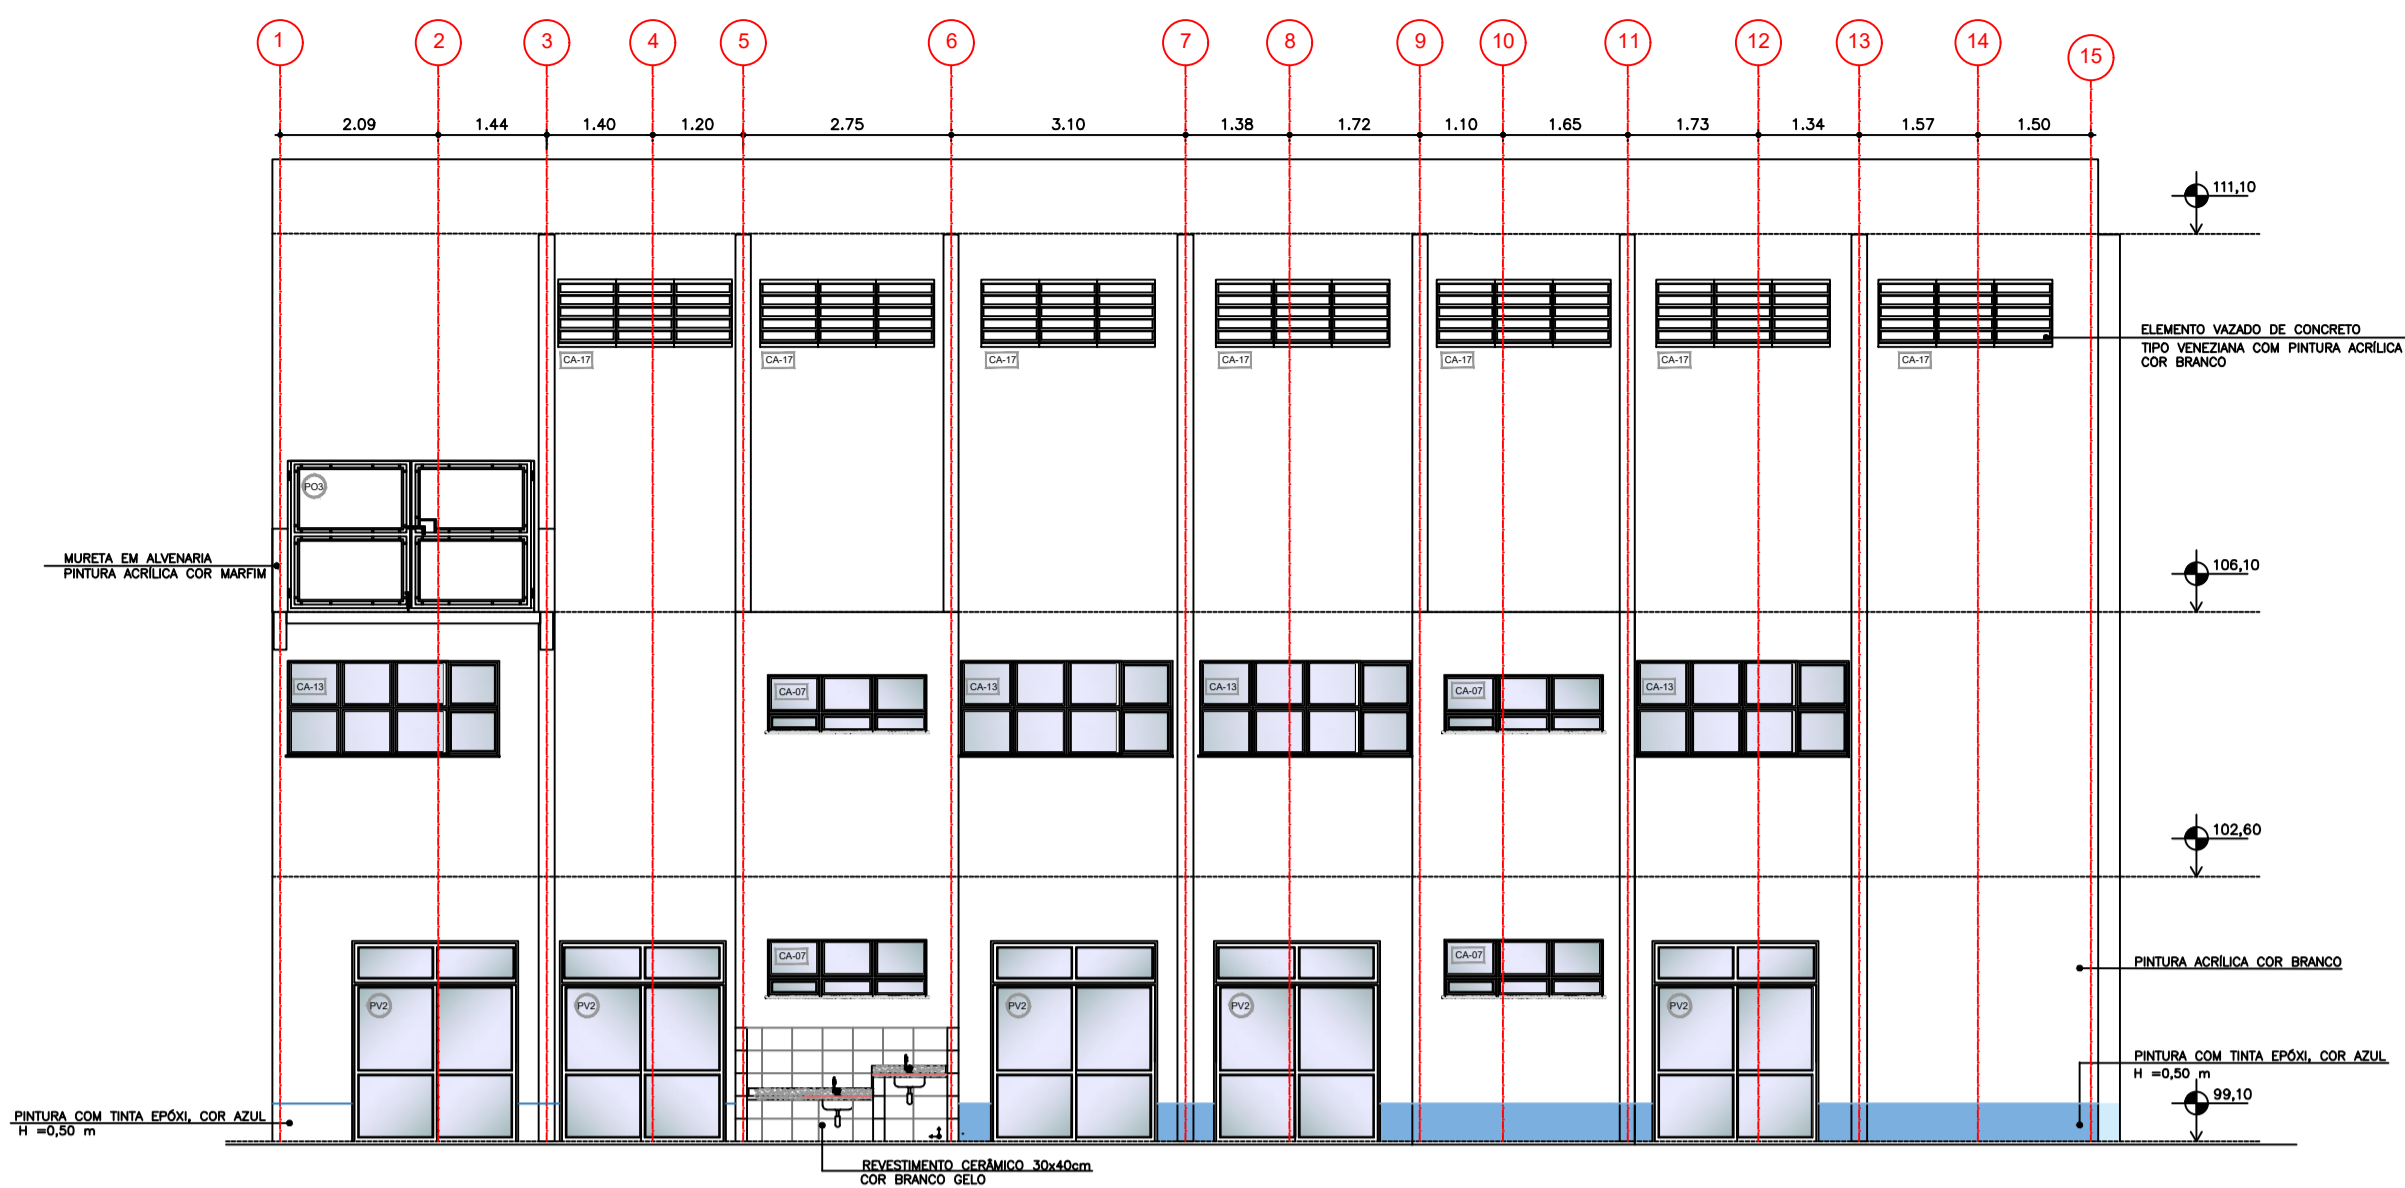 1 2 3 4 5 6 7 8 9 10 11 12 13 14 15
2.09 1.44 1.40 1.20 2.75 3.10 1.38 1.72 1.10 1.65 1.73 1.34 1.57 1.50
111,10
ELEMENTO VAZADO DE CONCRETO
TIPO VENEZIANA COM PINTURA ACRÍLICA
COR BRANCO
CA-17 CA-17 CA-17 CA-17 CA-17 CA-17 CA-17
PO3
MURETA EM ALVENARIA
PINTURA ACRÍLICA COR MARFIM
106,10
CA-13 CA-07 CA-13 CA-13 CA-07 CA-13
102,60
CA-07 CA-07
PINTURA ACRÍLICA COR BRANCO
PV2 PV2 PV2 PV2 PV2
PINTURA COM TINTA EPÓXI, COR AZUL
H =0,50 m
99,10
PINTURA COM TINTA EPÓXI, COR AZUL
H =0,50 m
REVESTIMENTO CERÂMICO 30x40cm
COR BRANCO GELO